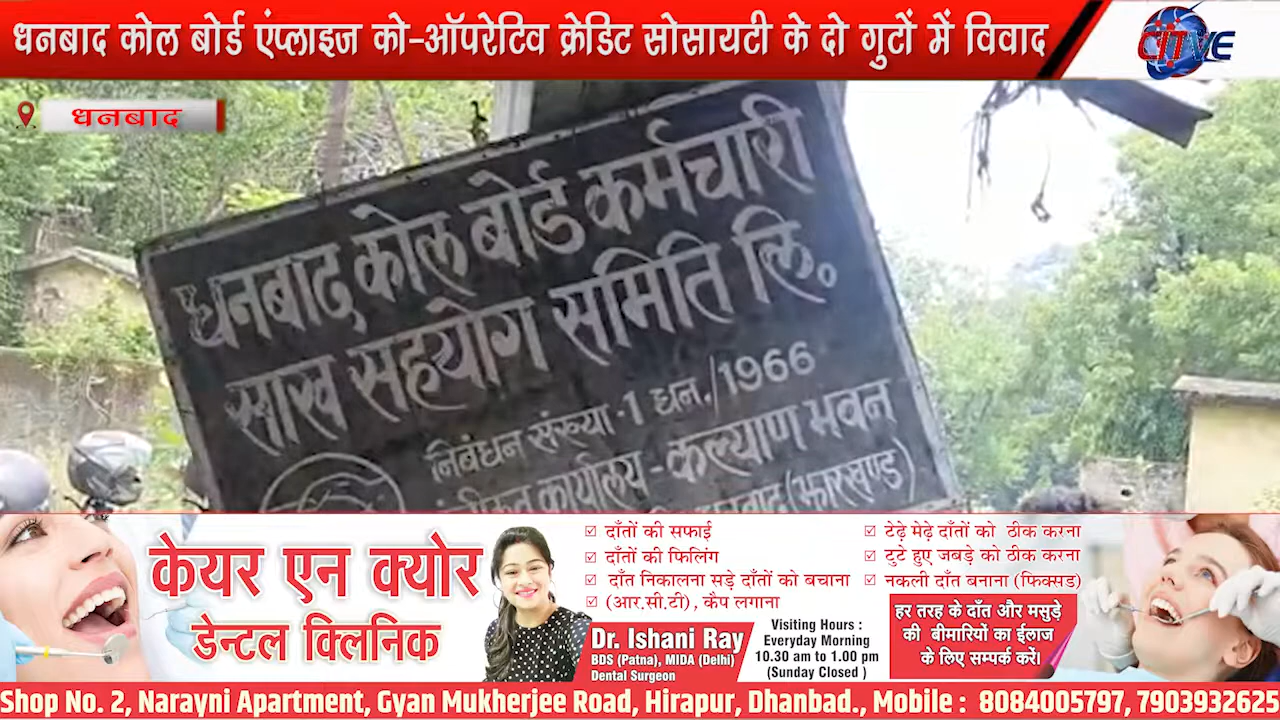 धनबाद कोल बोर्ड एंप्लाइज को-ऑपरेटिव क्रेडिट सोसायटी के दो गुटों में विवाद
CITVE
धनबाद
धनबाद कोल बोर्ड कर्मचारी
साख सहयोग समिति लि.
निबंधन संख्या-1 धन./1966
कार्यालय - कल्याण भवन
(झारखण्ड)
केयर एन क्योर
डेन्टल क्लिनिक
दाँतों की सफाई
दाँतों की फिलिंग
दाँत निकालना सड़े दाँतों को बचाना
(आर.सी.टी), कैप लगाना
Dr. Ishani Ray
BDS (Patna), MIDA (Delhi)
Dental Surgeon
Visiting Hours :
Everyday Morning
10.30 am to 1.00 pm
(Sunday Closed )
टेढ़े मेढ़े दाँतों को ठीक करना
टुटे हुए जबड़े को ठीक करना
नकली दाँत बनाना (फिक्सड)
हर तरह के दाँत और मसुड़े
की बीमारियों का ईलाज
के लिए सम्पर्क करें।
Shop No. 2, Narayni Apartment, Gyan Mukherjee Road, Hirapur, Dhanbad., Mobile : 8084005797, 7903932625